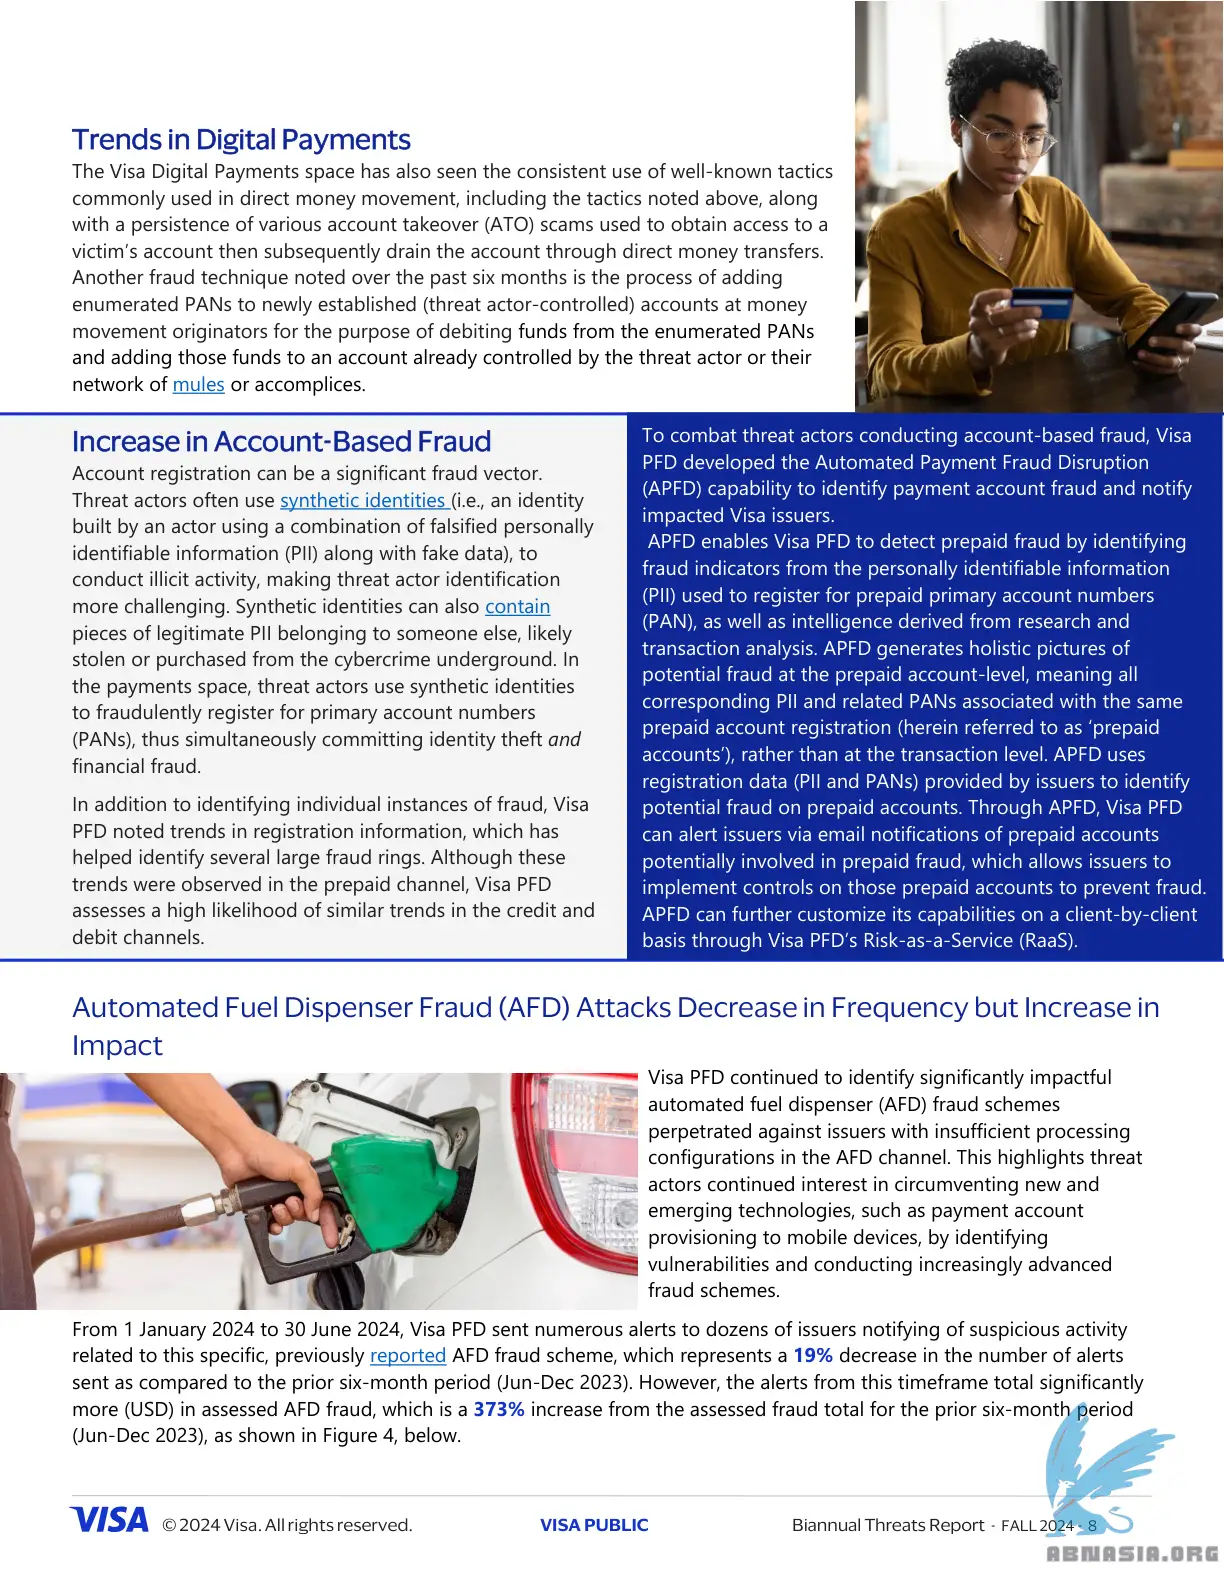 Trends in Digital Payments
The Visa Digital Payments space has also seen the consistent use of well-known tactics
commonly used in direct money movement, including the tactics noted above, along
with a persistence of various account takeover (ATO) scams used to obtain access to a
victim's account then subsequently drain the account through direct money transfers.
Another fraud technique noted over the past six months is the process of adding
enumerated PANs to newly established (threat actor-controlled) accounts at money
movement originators for the purpose of debiting funds from the enumerated PANs
and adding those funds to an account already controlled by the threat actor or their
network of mules or accomplices.
Increase in Account-Based Fraud
Account registration can be a significant fraud vector.
Threat actors often use synthetic identities (i.e., an identity
built by an actor using a combination of falsified personally
identifiable information (PII) along with fake data), to
conduct illicit activity, making threat actor identification
more challenging. Synthetic identities can also contain
pieces of legitimate PII belonging to someone else, likely
stolen or purchased from the cybercrime underground. In
the payments space, threat actors use synthetic identities
to fraudulently register for primary account numbers
(PANs), thus simultaneously committing identity theft and
financial fraud.
In addition to identifying individual instances of fraud, Visa
PFD noted trends in registration information, which has
helped identify several large fraud rings. Although these
trends were observed in the prepaid channel, Visa PFD
assesses a high likelihood of similar trends in the credit and
debit channels.
To combat threat actors conducting account-based fraud, Visa
PFD developed the Automated Payment Fraud Disruption
(APFD) capability to identify payment account fraud and notify
impacted Visa issuers.
APFD enables Visa PFD to detect prepaid fraud by identifying
fraud indicators from the personally identifiable information
(PII) used to register for prepaid primary account numbers
(PAN), as well as intelligence derived from research and
transaction analysis. APFD generates holistic pictures of
potential fraud at the prepaid account-level, meaning all
corresponding PII and related PANs associated with the same
prepaid account registration (herein referred to as 'prepaid
accounts'), rather than at the transaction level. APFD uses
registration data (PII and PANs) provided by issuers to identify
potential fraud on prepaid accounts. Through APFD, Visa PFD
can alert issuers via email notifications of prepaid accounts
potentially involved in prepaid fraud, which allows issuers to
implement controls on those prepaid accounts to prevent fraud.
APFD can further customize its capabilities on a client-by-client
basis through Visa PFD's Risk-as-a-Service (RaaS).
Automated Fuel Dispenser Fraud (AFD) Attacks Decrease in Frequency but Increase in
Impact
Visa PFD continued to identify significantly impactful
automated fuel dispenser (AFD) fraud schemes
perpetrated against issuers with insufficient processing
configurations in the AFD channel. This highlights threat
actors continued interest in circumventing new and
emerging technologies, such as payment account
provisioning to mobile devices, by identifying
vulnerabilities and conducting increasingly advanced
fraud schemes.
From 1 January 2024 to 30 June 2024, Visa PFD sent numerous alerts to dozens of issuers notifying of suspicious activity
related to this specific, previously reported AFD fraud scheme, which represents a 19% decrease in the number of alerts
sent as compared to the prior six-month period (Jun-Dec 2023). However, the alerts from this timeframe total significantly
more (USD) in assessed AFD fraud, which is a 373% increase from the assessed fraud total for the prior six-month period
(Jun-Dec 2023), as shown in Figure 4, below.
VISA © 2024 Visa. All rights reserved. VISA PUBLIC Biannual Threats Report - FALL 2024 - 8
ABNASIA.ORG